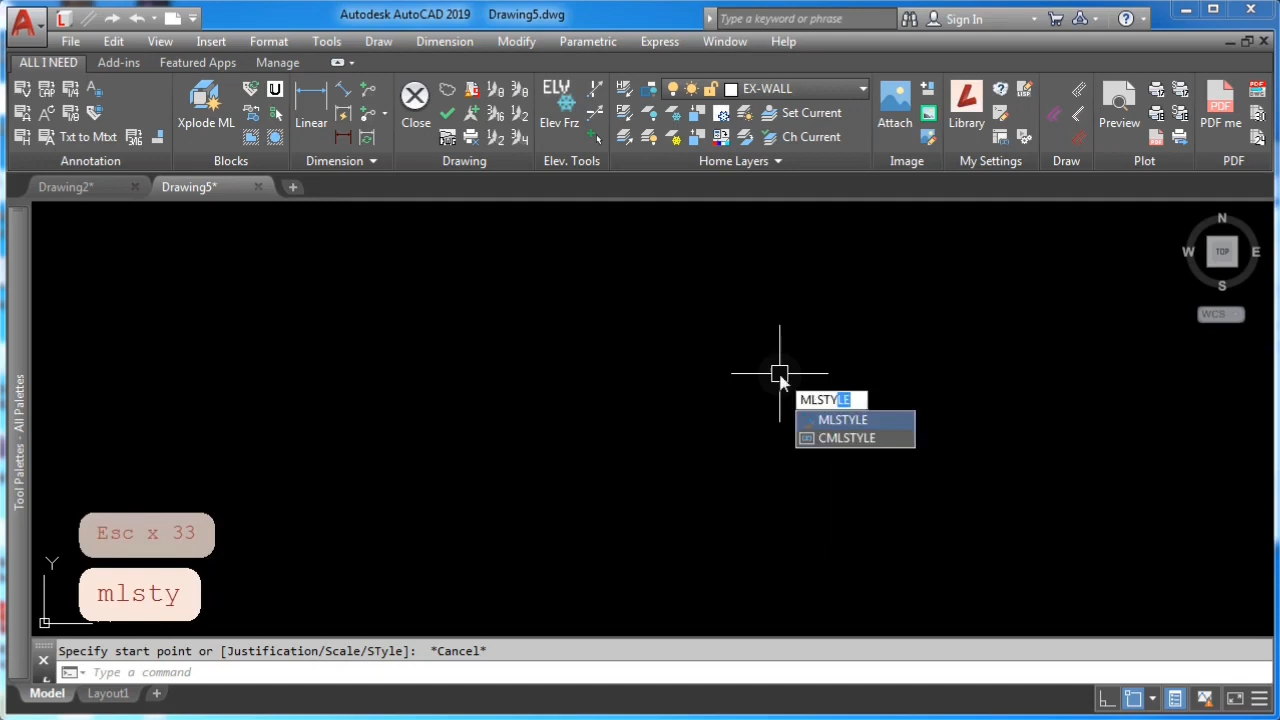 Autodesk AutoCAD 2019 Drawing5.dwg
Type a keyword or phrase
Sign In
File Edit View Insert Format Tools Draw Dimension Modify Parametric Express Window Help
ALL I NEED Add-ins Featured Apps Manage
Xplode ML
Linear
Close
ELV
Elev Frz
EX-WALL
Set Current
Ch Current
Attach
Library
Preview
PDF
PDF me
Txt to Mtxt
Annotation Blocks Dimension Drawing Elev. Tools Home Layers Image My Settings Draw Plot PDF
Drawing2* Drawing5*
N
W TOP E
S
WCS
Tool Palettes - All Palettes
MLSTYLE
MLSTYLE
CMLSTYLE
Esc x 33
mlsty
Y
Specify start point or [Justification/Scale/STyle]: *Cancel*
Type a command
Model Layout1